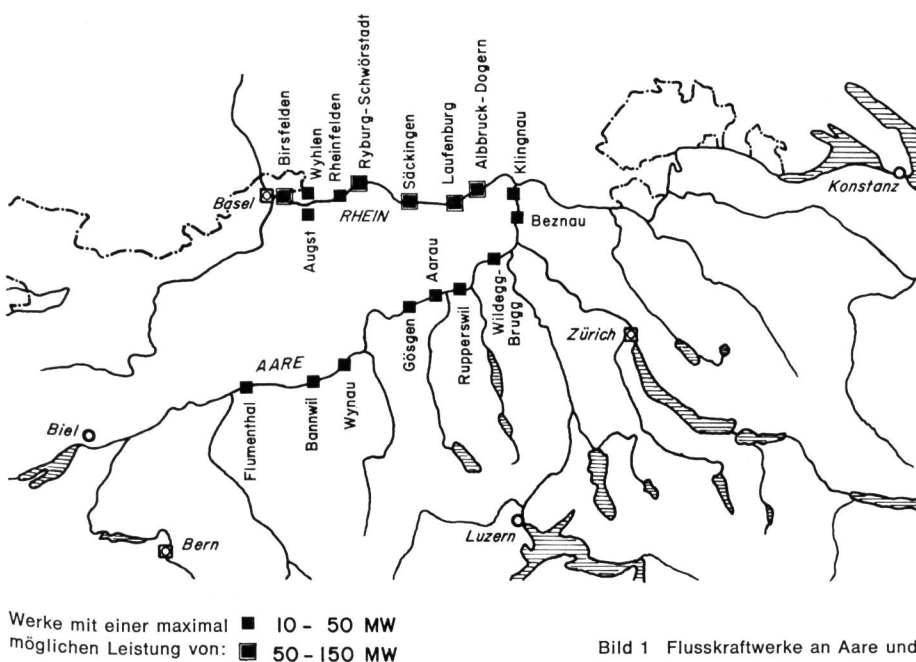 Birsfelden
Wyhlen
Rheinfelden
Ryburg-Schwörstadt
Säckingen
Laufenburg
Albbruck-Dogern
Klingnau
Konstanz
Basel
RHEIN
Augst
Beznau
Aarau
Wildegg-
Brugg
Gösgen
Rupperswil
Zürich
AARE
Wynau
Bannwil
Flumenthal
Biel
Luzern
Bern
Werke mit einer maximal
möglichen Leistung von:
10 - 50 MW
50 - 150 MW
Bild 1 Flusskraftwerke an Aare und